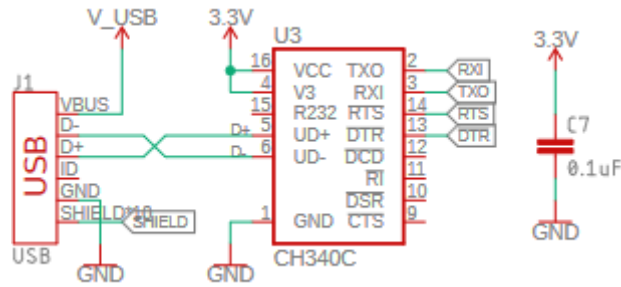 V_USB
3.3V
U3
J1
VBUS
D-
D+
ID
GND
SHIELD*10
USB
USB
SHIELD
GND
16
4
15
D+ 5
D- 6
1
VCC
V3
R232
UD+
UD-
GND
TXO
RXI
RTS
DTR
DCD
RI
DSR
CTS
2
3
14
13
12
11
10
9
RXI
TXO
RTS
DTR
GND
CH340C
3.3V
C7
0.1uF
GND